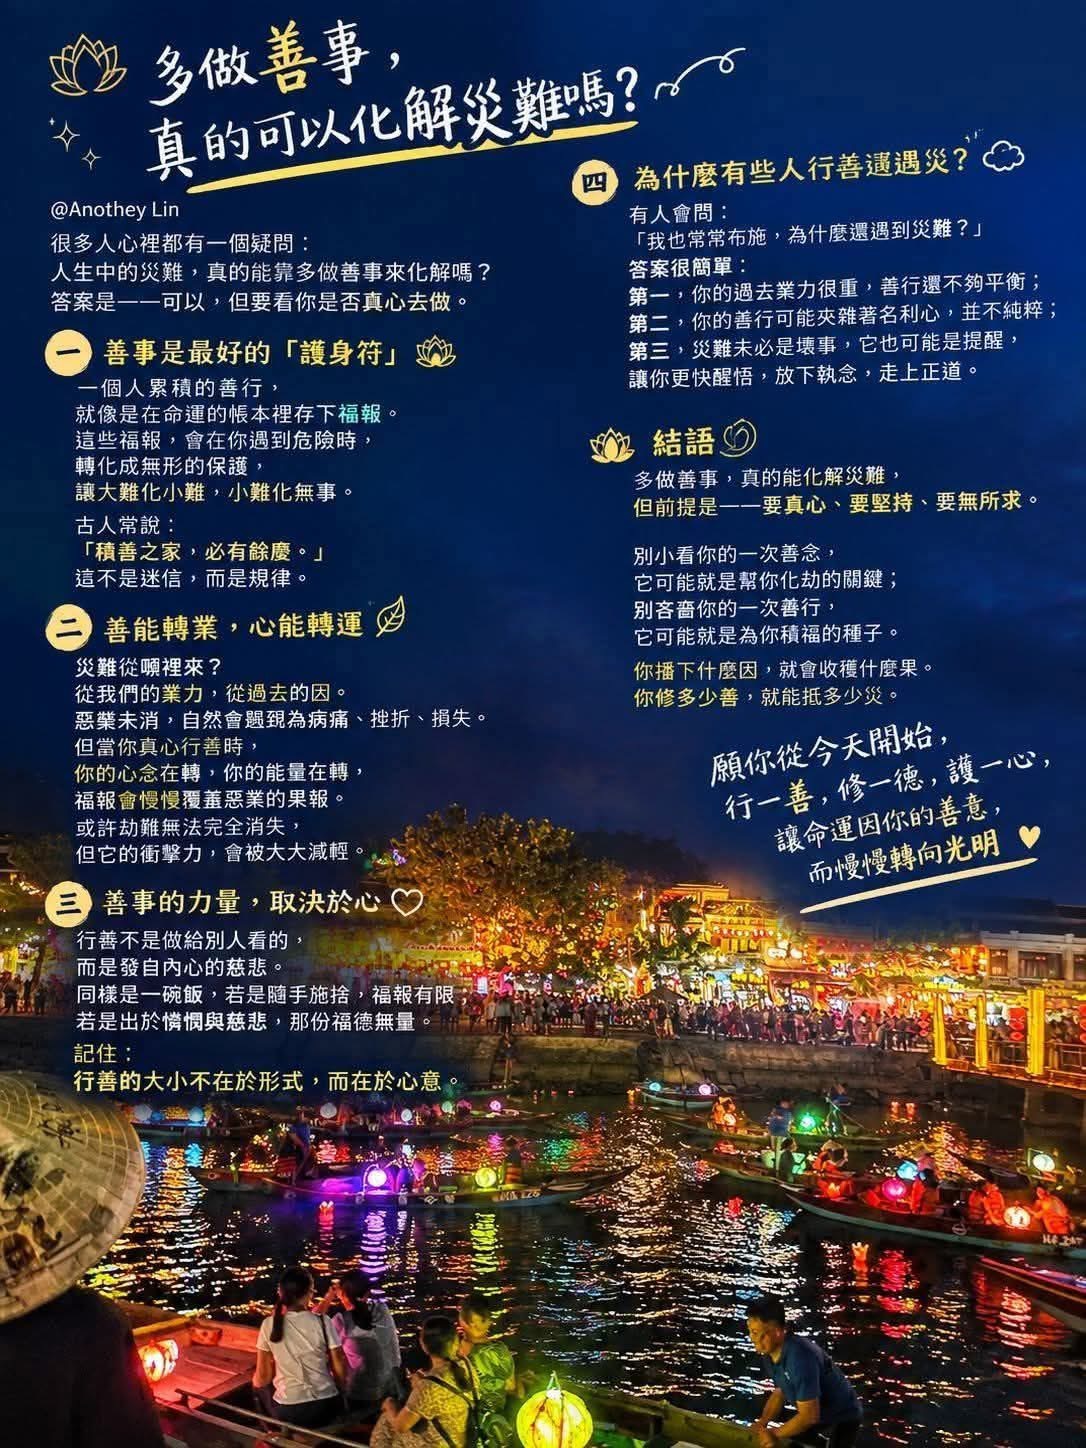 多做善事，
真的可以化解災難嗎?
@Anothey Lin
很多人心裡都有一個疑問：
人生中的災難，真的能靠多做善事來化解嗎？
答案是——可以，但要看你是否真心去做。
一 善事是最好的「護身符」
一個人累積的善行，
就像是在命運的帳本裡存下福報。
這些福報，會在你遇到危險時，
轉化成無形的保護，
讓大難化小難，小難化無事。
古人常說：
「積善之家，必有餘慶。」
這不是迷信，而是規律。
二 善能轉業，心能轉運
災難從裡來？
從我們的業力，從過去的因。
惡業未消，自然會為病痛、挫折、損失。
但當你真心行善時，
你的心念在轉，你的能量在轉，
福報會慢慢覆蓋惡業的果報。
或許劫難無法完全消失，
但它的衝擊力，會被大大減輕。
三 善事的力量，取決於心
行善不是做給別人看的，
而是發自內心的慈悲。
同樣是一碗飯，若是隨手施捨，福報有限，
若是出於憐憫與慈悲，那份福德無量。
記住：
行善的大小不在於形式，而在於心意。
四 為什麼有些人行善遇災？
有人會問：
「我也常常布施，為什麼還遇到災難？」
答案很簡單：
第一，你的過去業力很重，善行還不夠平衡；
第二，你的善行可能夾雜著名利心，並不純粹；
第三，災難未必是壞事，它也可能是提醒，
讓你更快醒悟，放下執念，走上正道。
結語
多做善事，真的能化解災難，
但前提是——要真心、要堅持、要無所求。
別小看你的一次善念，
它可能就是幫你化劫的關鍵；
別吝嗇你的一次善行，
它可能就是為你積福的種子。
你播下什麼因，就會收穫什麼果。
你修多少善，就能抵多少災。
願你從今天開始，
行一善，修一德，護一心，
讓命運因你的善意，
而慢慢轉向光明